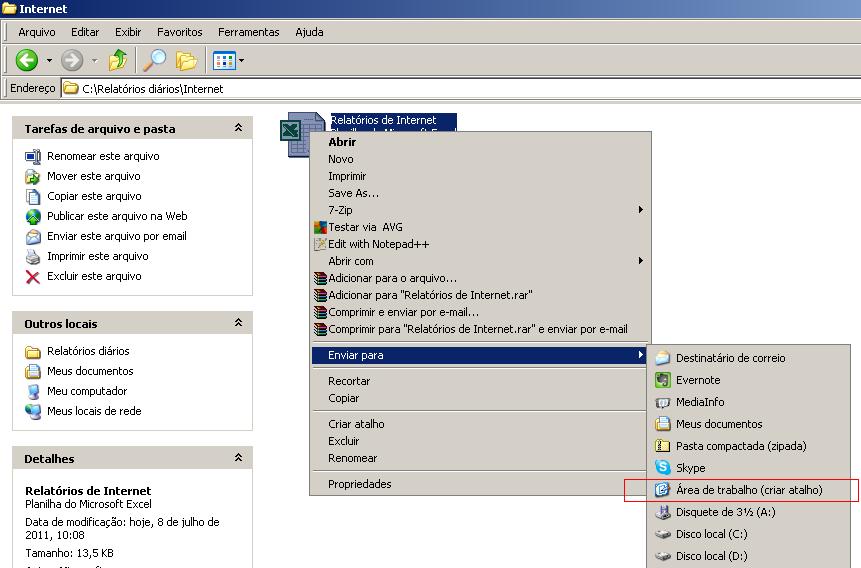 Internet
Arquivo Editar Exibir Favoritos Ferramentas Ajuda
Endereço C:\Relatórios diários\Internet
Tarefas de arquivo e pasta
Renomear este arquivo
Mover este arquivo
Copiar este arquivo
Publicar este arquivo na Web
Enviar este arquivo por email
Imprimir este arquivo
Excluir este arquivo
Outros locais
Relatórios diários
Meus documentos
Meu computador
Meus locais de rede
Detalhes
Relatórios de Internet
Planilha do Microsoft Excel
Data de modificação: hoje, 8 de julho de
2011, 10:08
Tamanho: 13,5 KB
Relatórios de Internet
Abrir
Novo
Imprimir
Save As...
7-Zip
Testar via AVG
Edit with Notepad++
Abrir com
Adicionar para o arquivo...
Adicionar para "Relatórios de Internet.rar"
Comprimir e enviar por e-mail...
Comprimir para "Relatórios de Internet.rar" e enviar por e-mail
Enviar para
Recortar
Copiar
Criar atalho
Excluir
Renomear
Propriedades
Destinatário de correio
Evernote
MediaInfo
Meus documentos
Pasta compactada (zipada)
Skype
Área de trabalho (criar atalho)
Disquete de 3½ (A:)
Disco local (C:)
Disco local (D:)